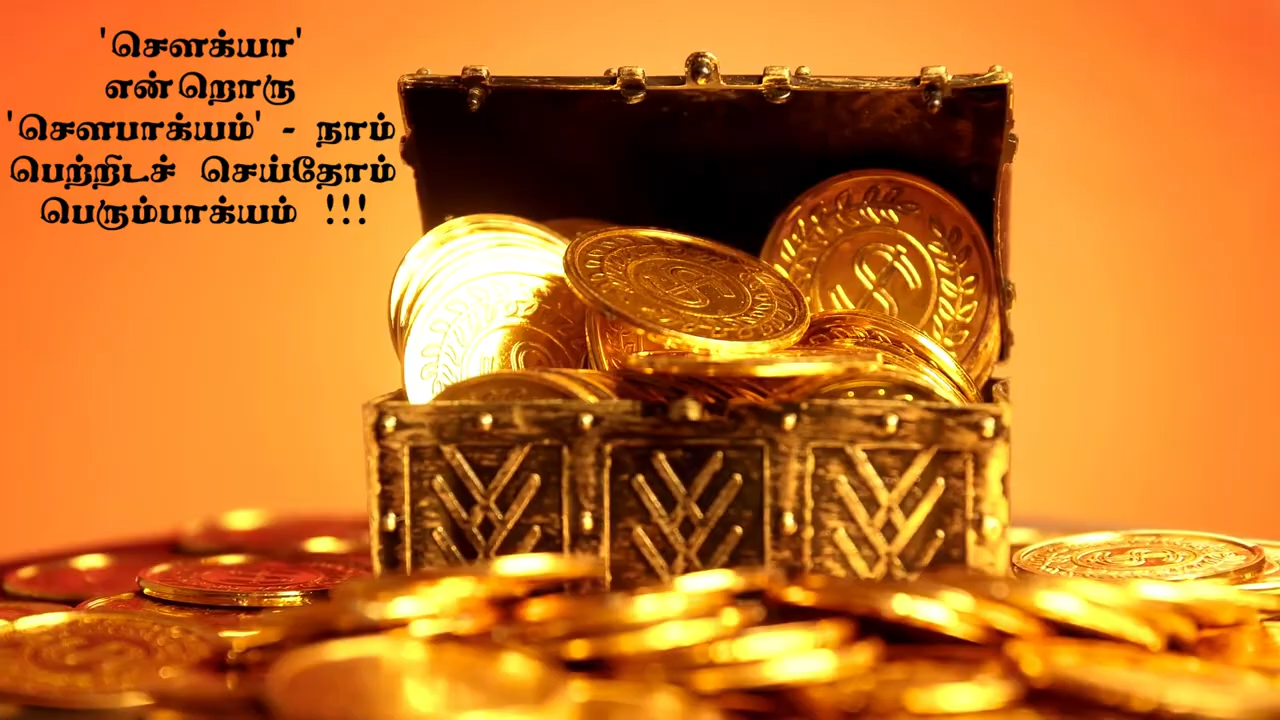 'சௌக்யா'
என்றொரு
'சௌபாக்யம்' - நாம்
பெற்றிடச் செய்தோம்
பெரும்பாக்யம் !!!